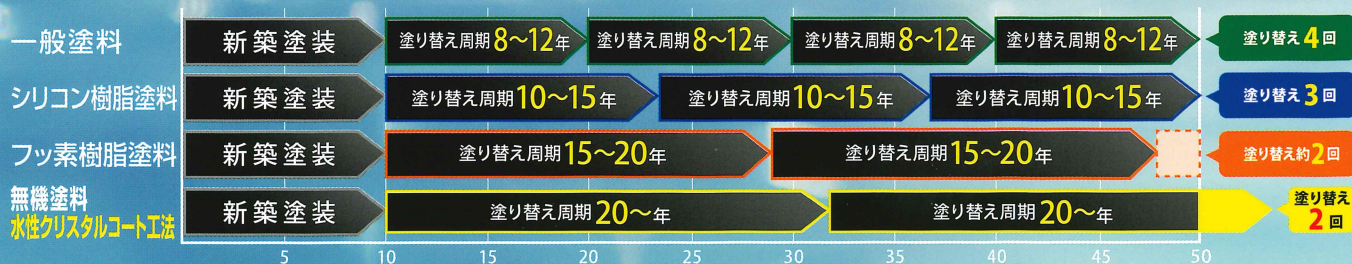 一般塗料 新築塗装 塗り替え周期8〜12年 塗り替え周期8〜12年 塗り替え周期8〜12年 塗り替え周期8〜12年 塗り替え4回
シリコン樹脂塗料 新築塗装 塗り替え周期10〜15年 塗り替え周期10〜15年 塗り替え周期10〜15年 塗り替え3回
フッ素樹脂塗料 新築塗装 塗り替え周期15〜20年 塗り替え周期15〜20年 塗り替え約2回
無機塗料
水性クリスタルコート工法 新築塗装 塗り替え周期20〜年 塗り替え周期20〜年 塗り替え
2回
5 10 15 20 25 30 35 40 45 50